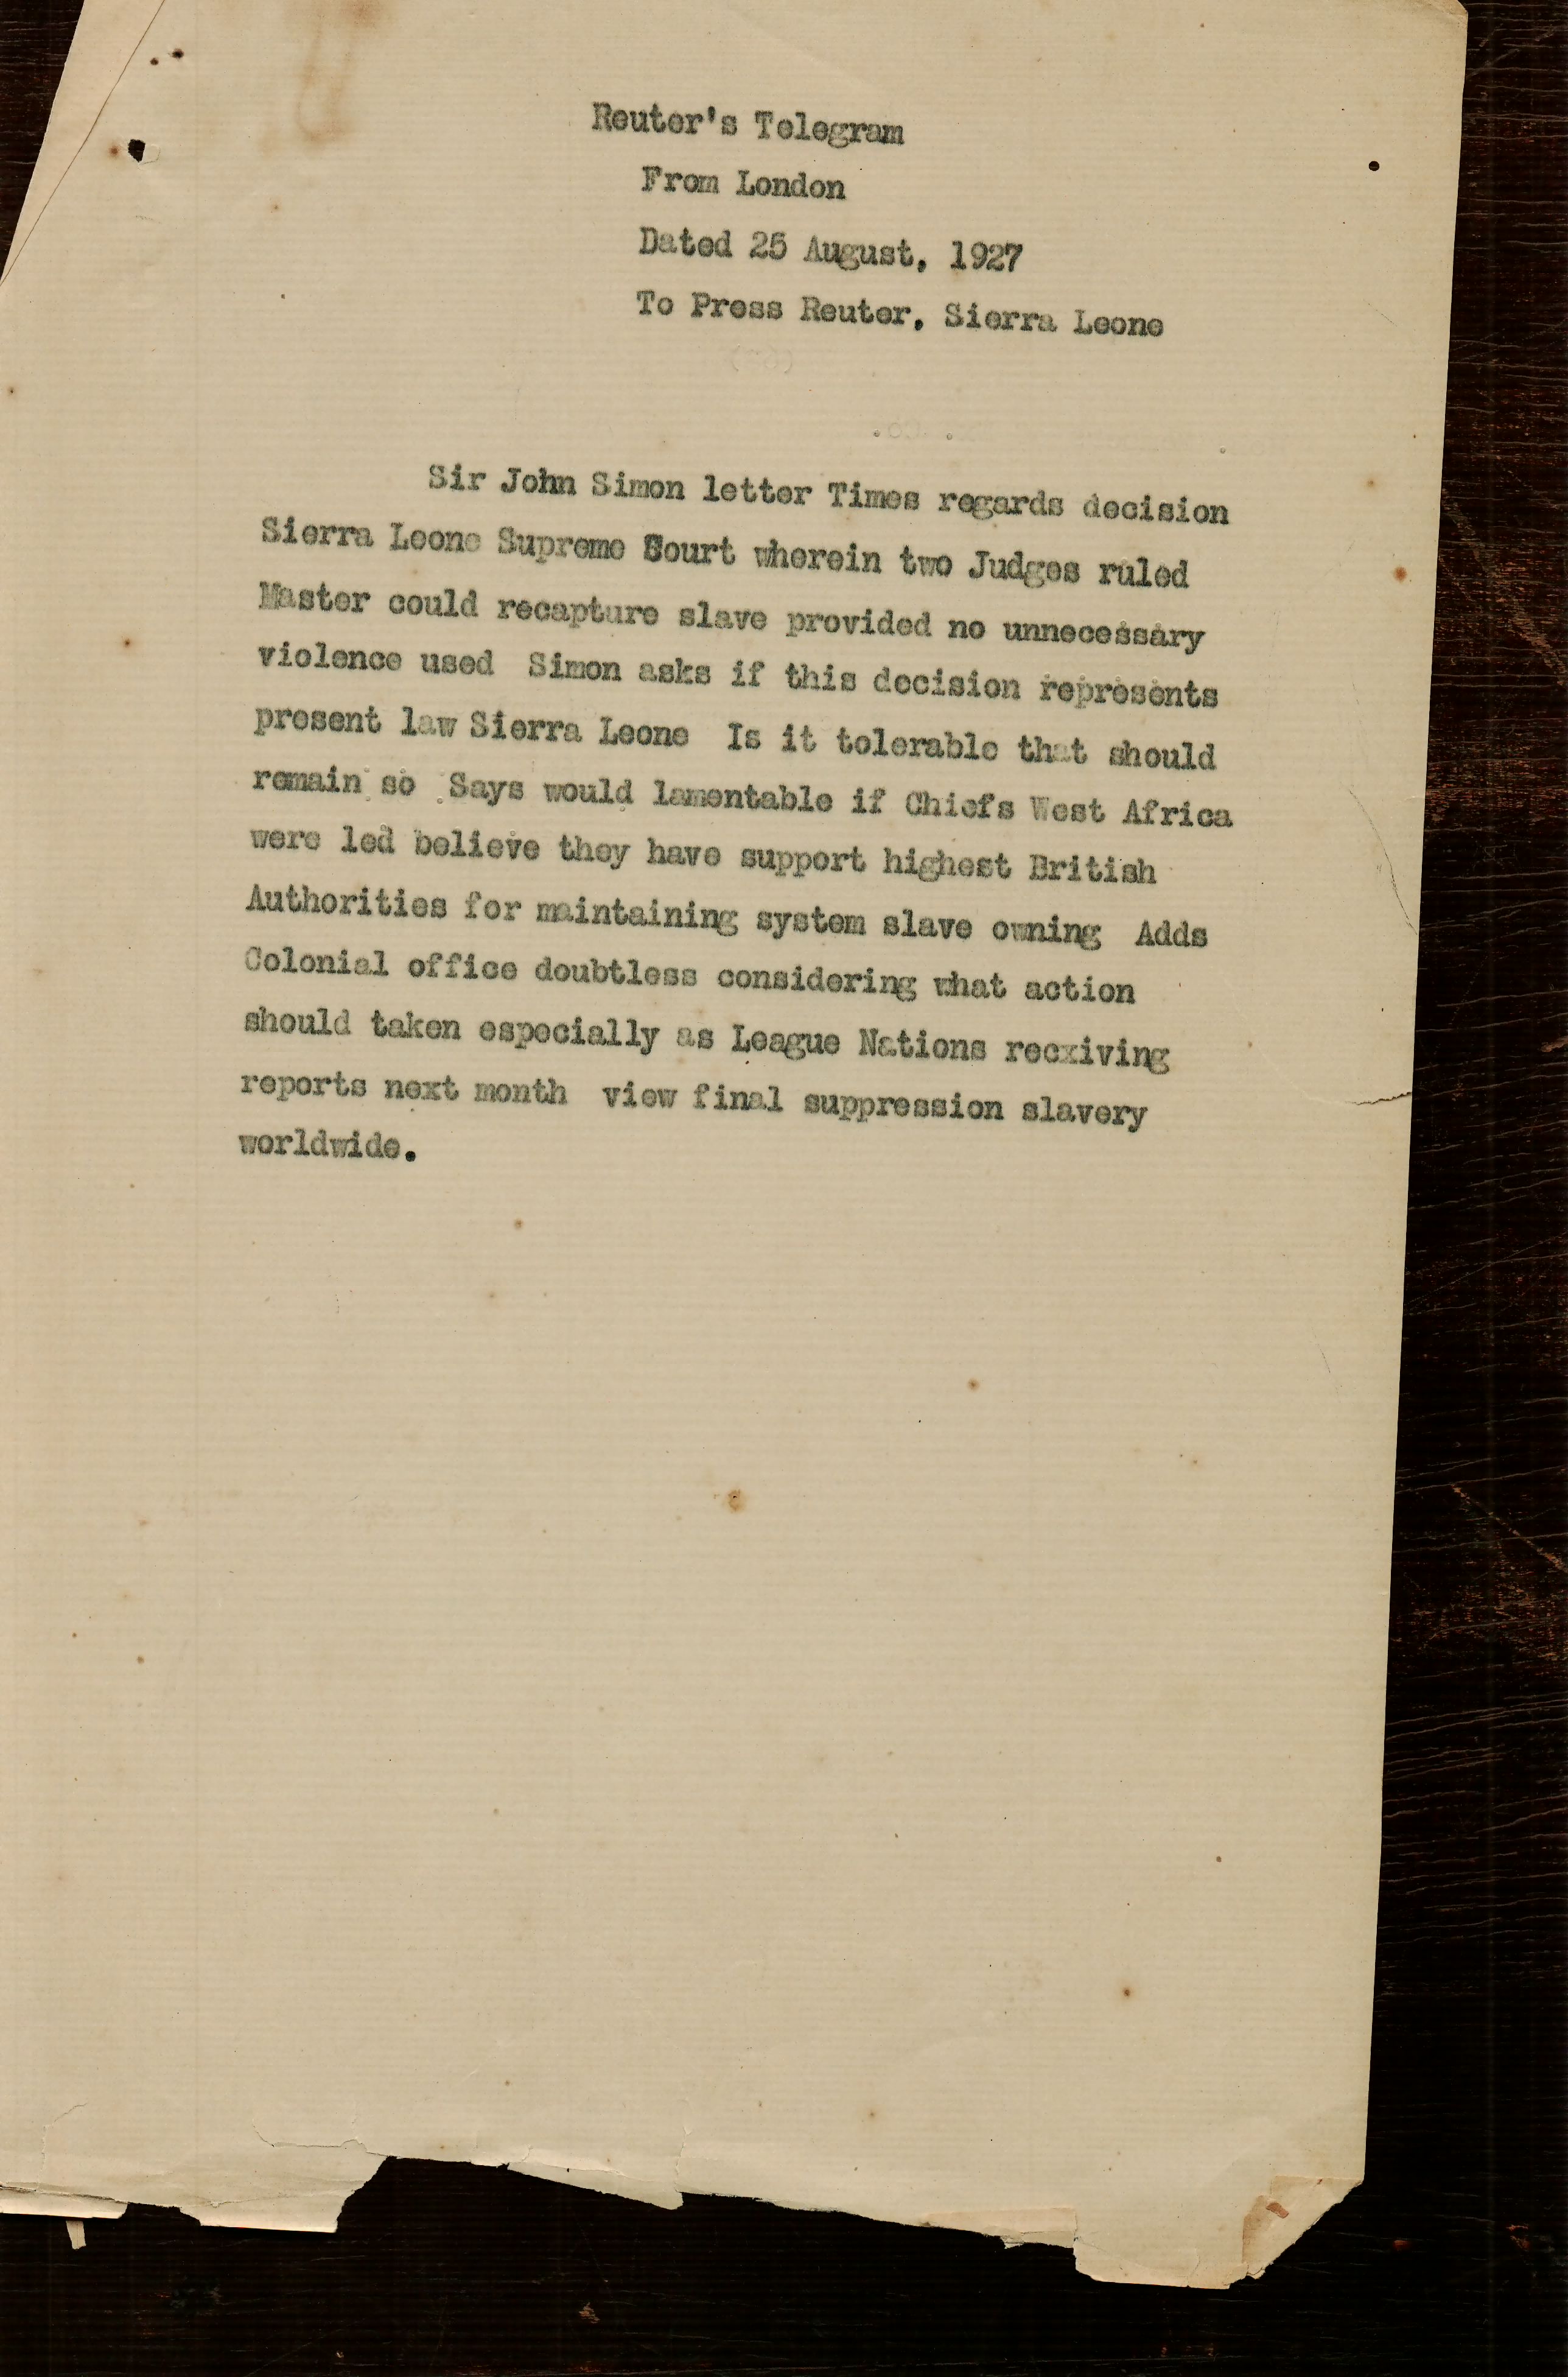 Reuter's Telegram
From London
Dated 25 August, 1927
To Press Reuter, Sierra Leone
Sir John Simon letter Times regards decision
Sierra Leone Supreme Court wherein two Judges ruled
Master could recapture slave provided no unnecessary
violence used Simon asks if this decision represents
present law Sierra Leone Is it tolerable that should
remain so Says would lamentable if Chiefs West Africa
were led believe they have support highest British
Authorities for maintaining system slave owning Adds
Colonial office doubtless considering what action
should taken especially as League Nations recxiving
reports next month view final suppression slavery
worldwide.